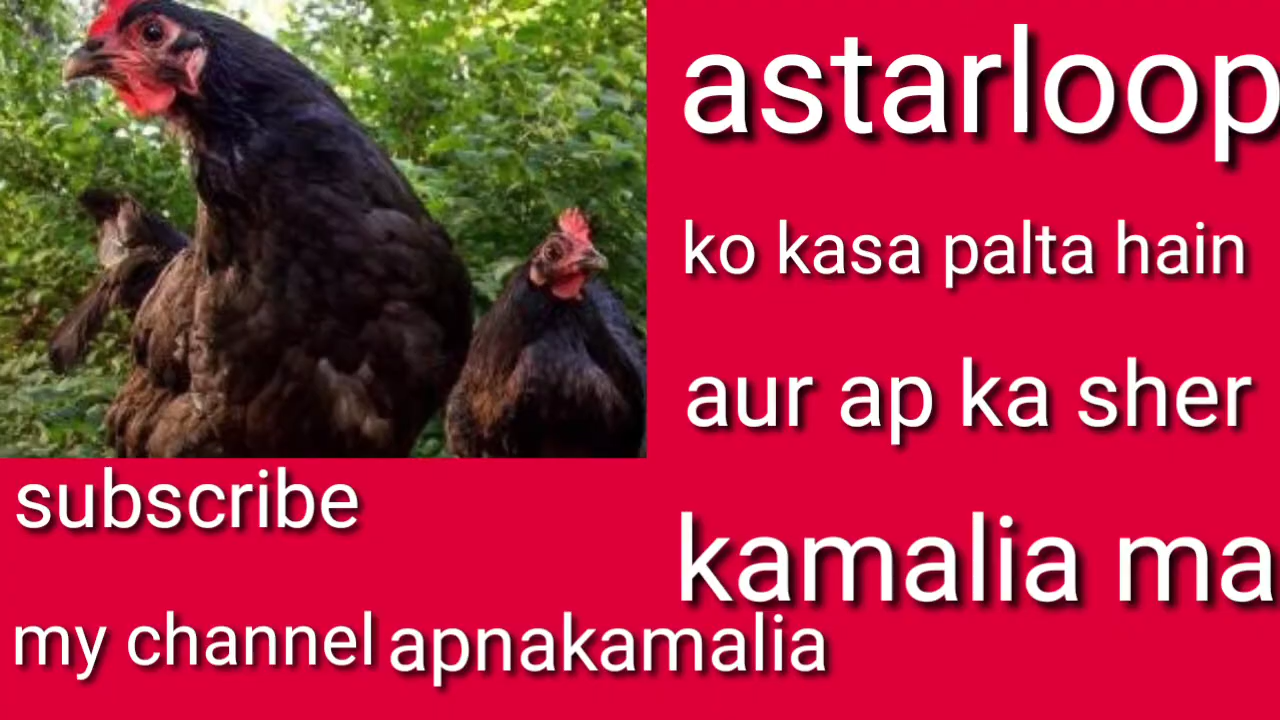 astarloop
ko kasa palta hain
aur ap ka sher
kamalia ma
subscribe
my channel apnakamalia